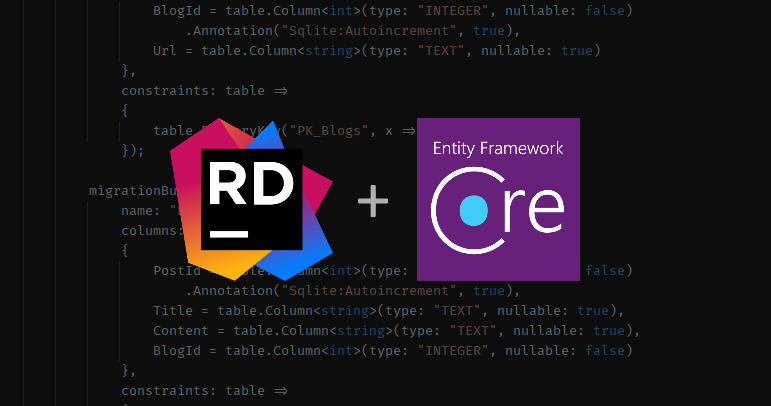 BlogId = table.Column<int>(type: "INTEGER", nullable: false)
.Annotation("Sqlite:Autoincrement", true),
Url = table.Column<string>(type: "TEXT", nullable: true)
},
constraints: table =>
{
table ("PK_Blogs", x =>
});
RD
+
Entity Framework
Core
name:
columns:
{
PostId = <int>(type: false)
.Annotation("Sqlite:Autoincrement", true),
Title = table.Column<string>(type: "TEXT", nullable: true),
Content = table.Column<string>(type: "TEXT", nullable: true),
BlogId = table.Column<int>(type: "INTEGER", nullable: false)
},
constraints: table =>